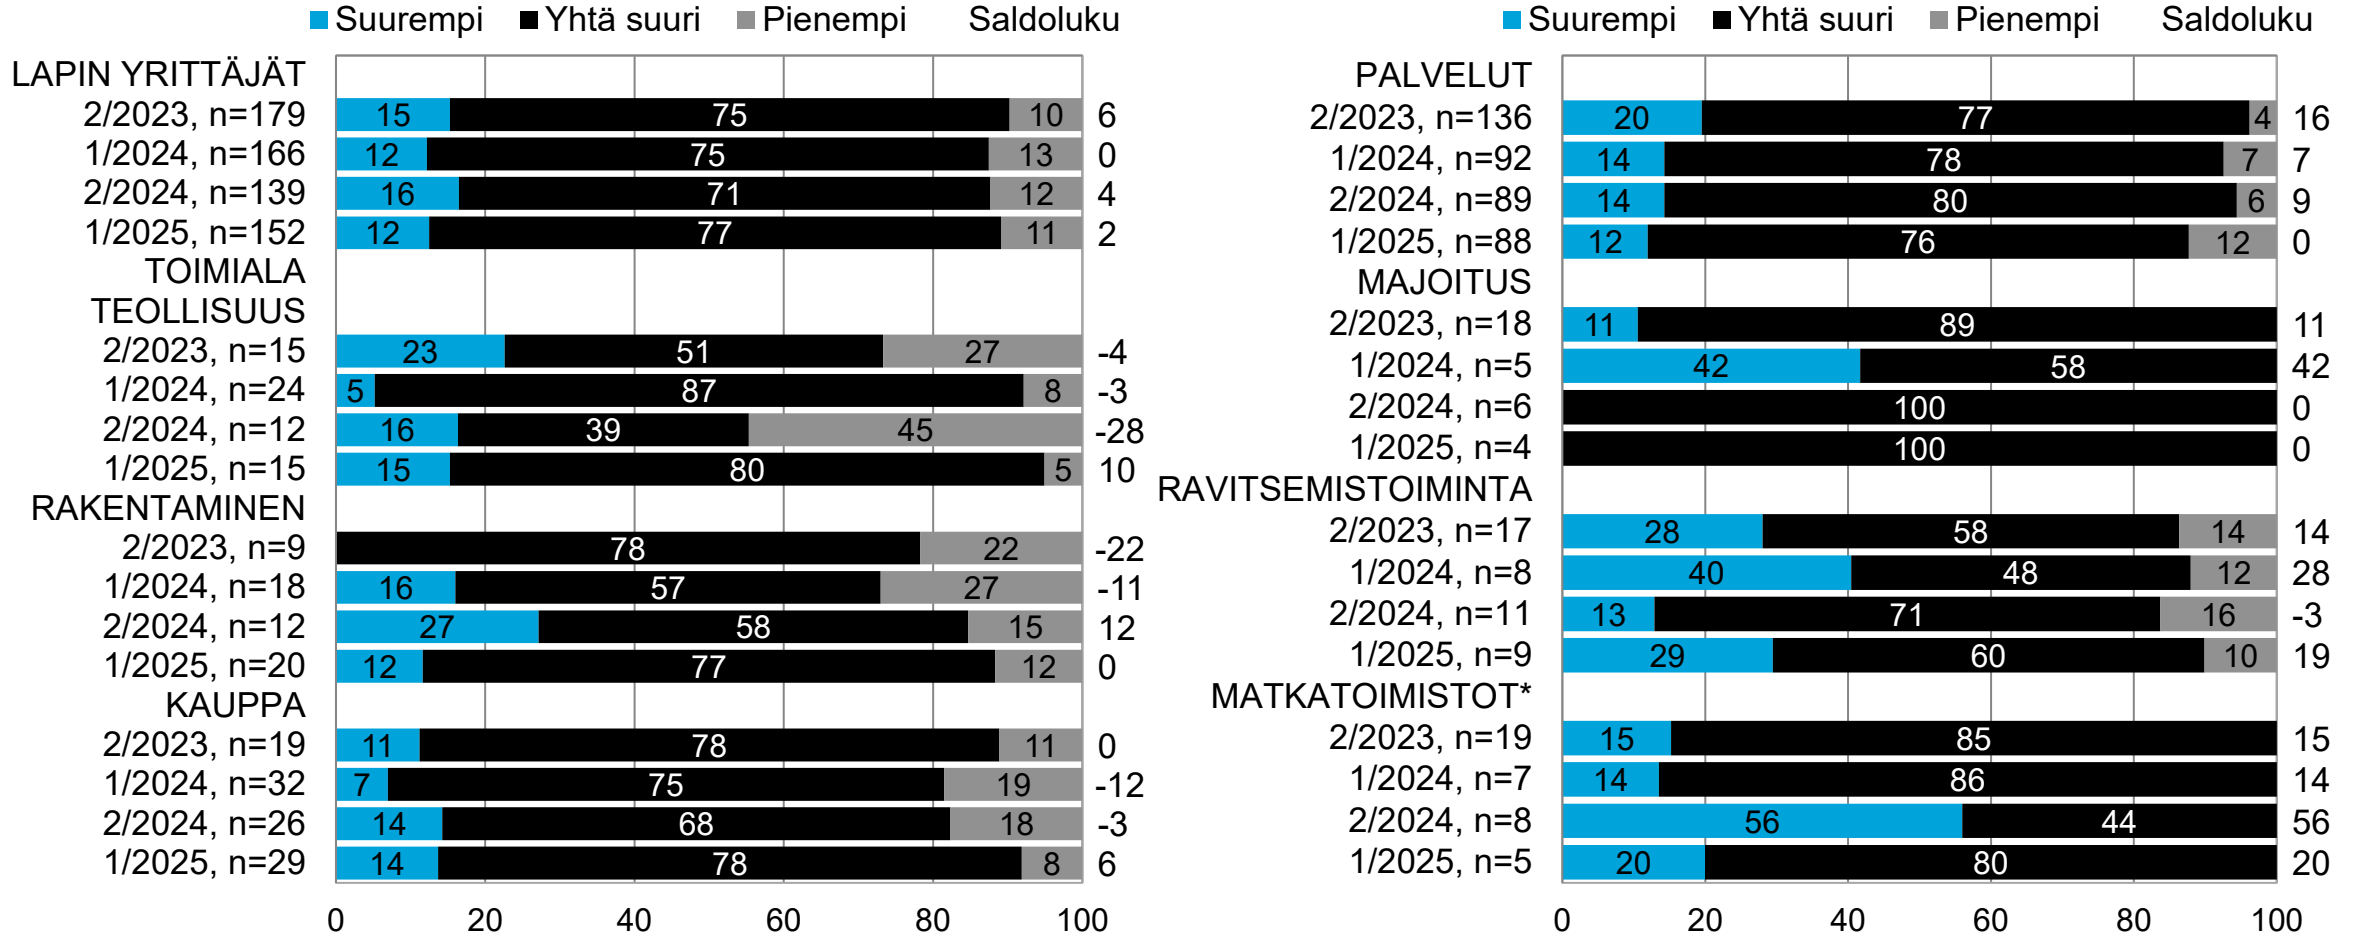 Suurempi Yhtä suuri Pienempi Saldoluku
LAPIN YRITTÄJÄT
2/2023, n=179 15 75 10 6
1/2024, n=166 12 75 13 0
2/2024, n=139 16 71 12 4
1/2025, n=152 12 77 11 2
TOIMIALA
TEOLLISUUS
2/2023, n=15 23 51 27 -4
1/2024, n=24 5 87 8 -3
2/2024, n=12 16 39 45 -28
1/2025, n=15 15 80 5 10
RAKENTAMINEN
2/2023, n=9 78 22 -22
1/2024, n=18 16 57 27 -11
2/2024, n=12 27 58 15 12
1/2025, n=20 12 77 12 0
KAUPPA
2/2023, n=19 11 78 11 0
1/2024, n=32 7 75 19 -12
2/2024, n=26 14 68 18 -3
1/2025, n=29 14 78 8 6
0 20 40 60 80 100
Suurempi Yhtä suuri Pienempi Saldoluku
PALVELUT
2/2023, n=136 20 77 4 16
1/2024, n=92 14 78 7 7
2/2024, n=89 14 80 6 9
1/2025, n=88 12 76 12 0
MAJOITUS
2/2023, n=18 11 89 11
1/2024, n=5 42 58 42
2/2024, n=6 100 0
1/2025, n=4 100 0
RAVITSEMISTOIMINTA
2/2023, n=17 28 58 14 14
1/2024, n=8 40 48 12 28
2/2024, n=11 13 71 16 -3
1/2025, n=9 29 60 10 19
MATKATOIMISTOT*
2/2023, n=19 15 85 15
1/2024, n=7 14 86 14
2/2024, n=8 56 44 56
1/2025, n=5 20 80 20
0 20 40 60 80 100